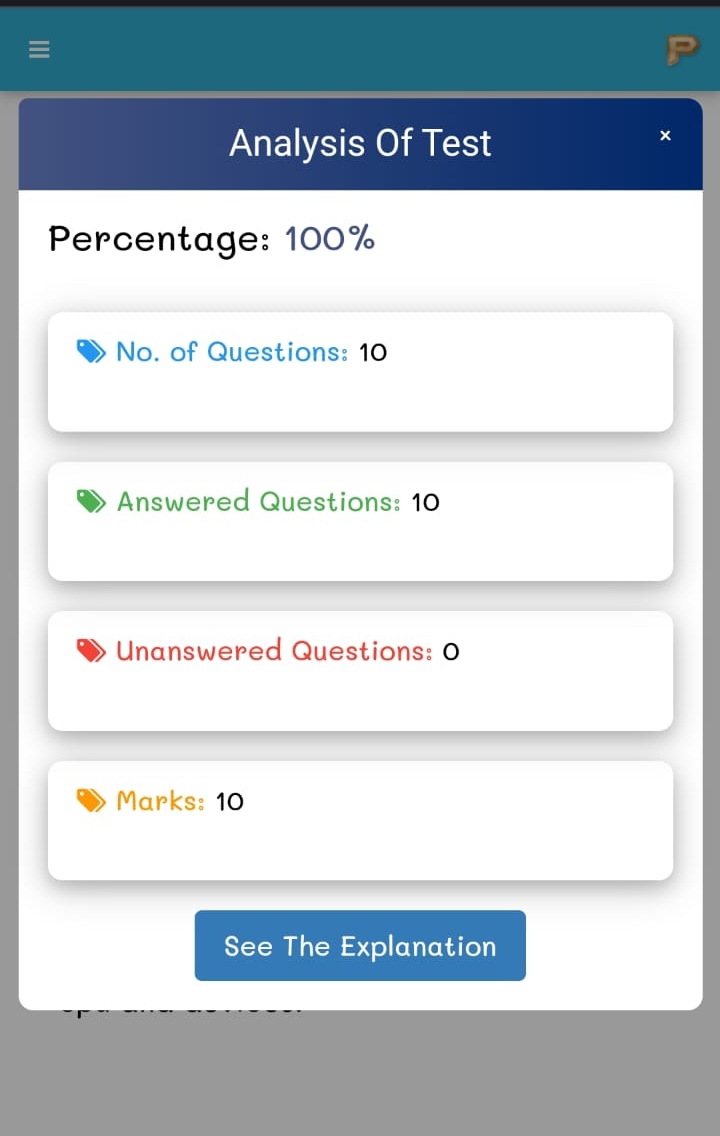 Analysis Of Test ×
Percentage: 100%
No. of Questions: 10
Answered Questions: 10
Unanswered Questions: 0
Marks: 10
See The Explanation